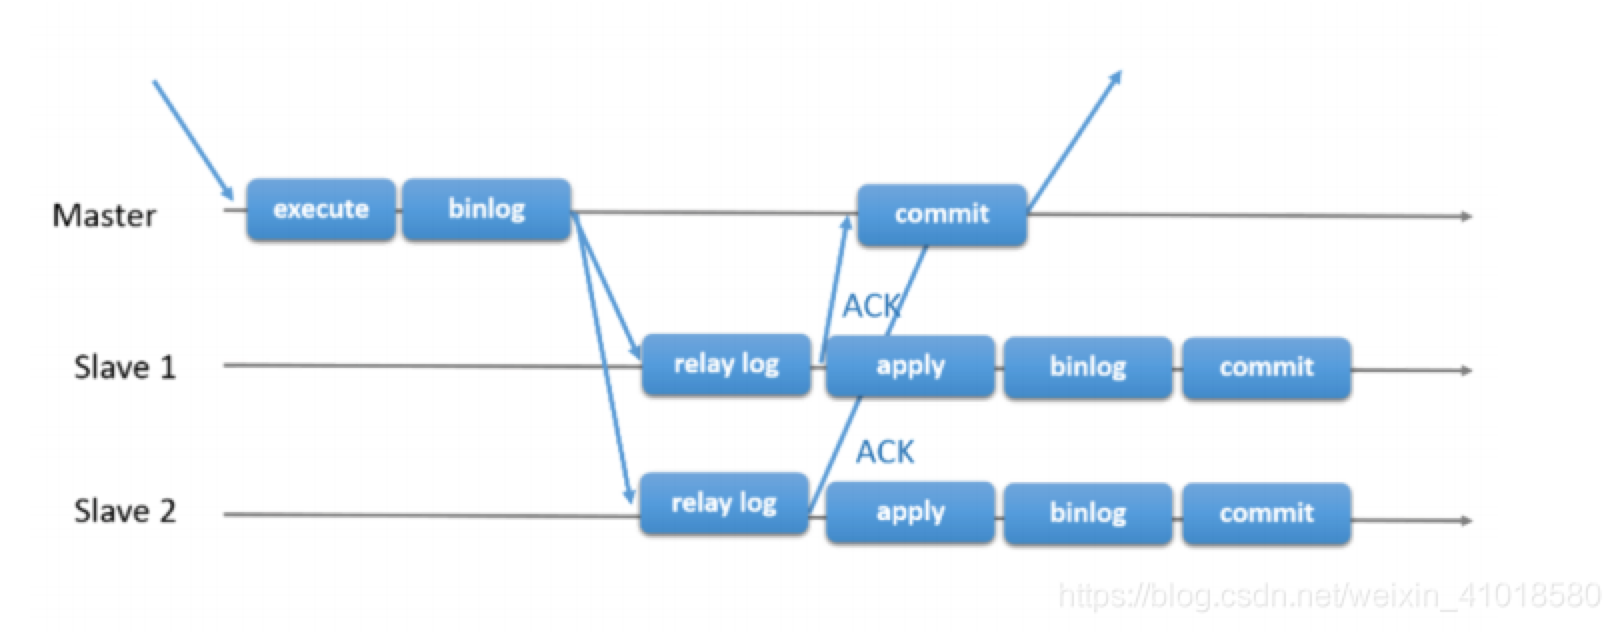 Master
execute
binlog
commit
ACK
Slave 1
relay log
apply
binlog
commit
ACK
Slave 2
relay log
apply
binlog
commit
https://blog.csdn.net/weixin_41018580